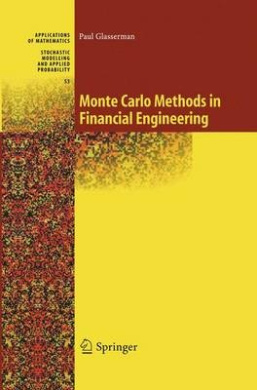 APPLICATIONS
OF MATHEMATICS
STOCHASTIC
MODELLING
AND APPLIED
PROBABILITY
53
Paul Glasserman
Monte Carlo Methods in
Financial Engineering
Springer